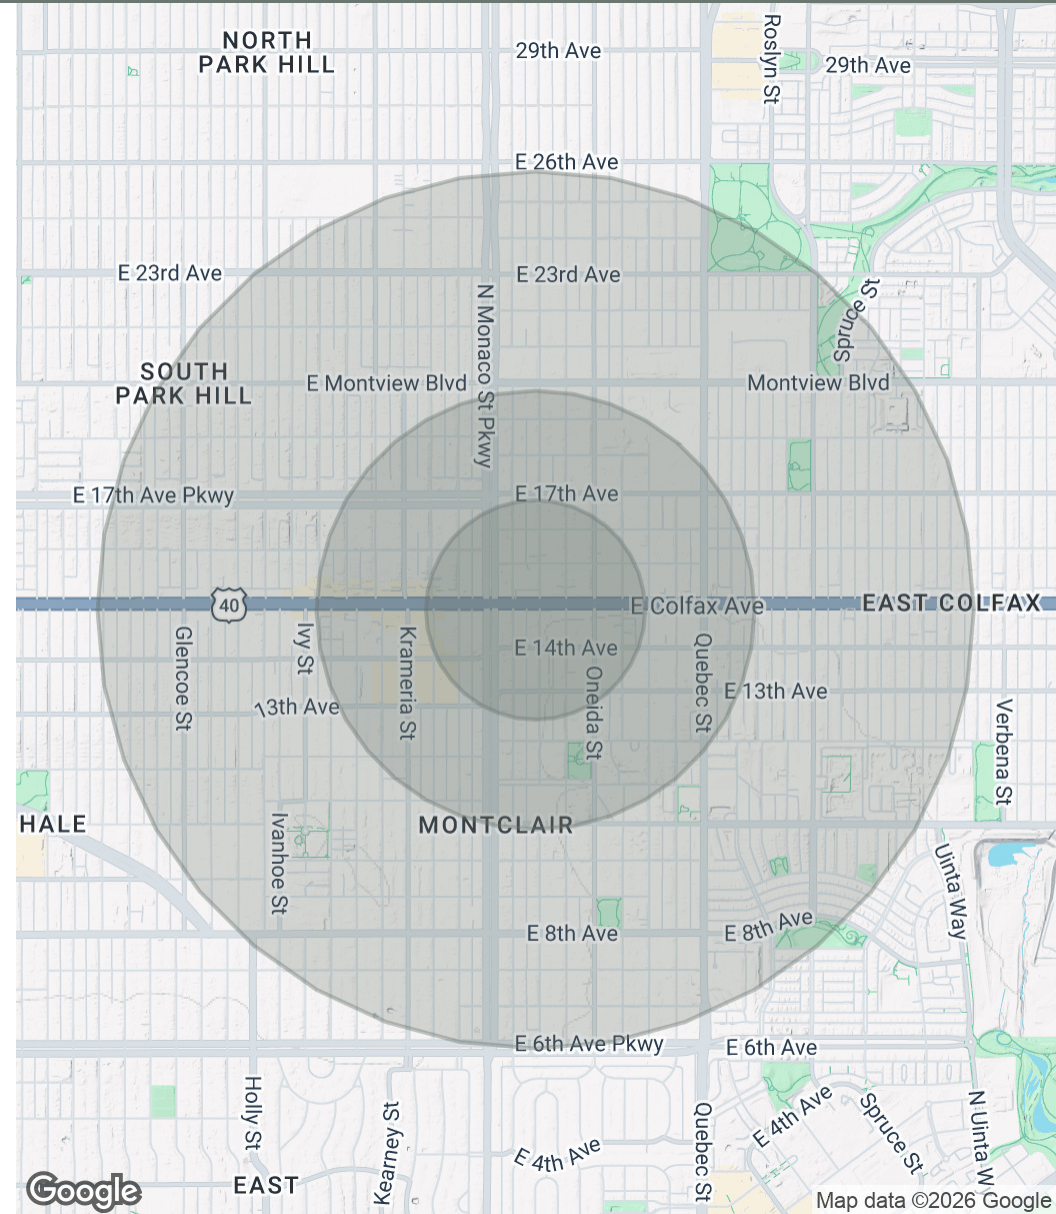 NORTH
PARK HILL
29th Ave
Roslyn St
29th Ave
E 26th Ave
E 23rd Ave
E 23rd Ave
N Monaco St Pkwy
Spruce St
SOUTH
PARK HILL
E Montview Blvd
Montview Blvd
E 17th Ave Pkwy
E 17th Ave
40
E Colfax Ave
EAST COLFAX
Glencoe St
Ivy St
Krameria St
E 14th Ave
Oneida St
Quebec St
E 13th Ave
13th Ave
Verbena St
HALE
MONTCLAIR
Ivanhoe St
Uinta Way
E 8th Ave
E 8th Ave
E 6th Ave Pkwy
E 6th Ave
Holly St
Kearney St
E 4th Ave
Quebec St
E 4th Ave
Spruce St
N Uinta W
EAST
Google
Map data ©2026 Google